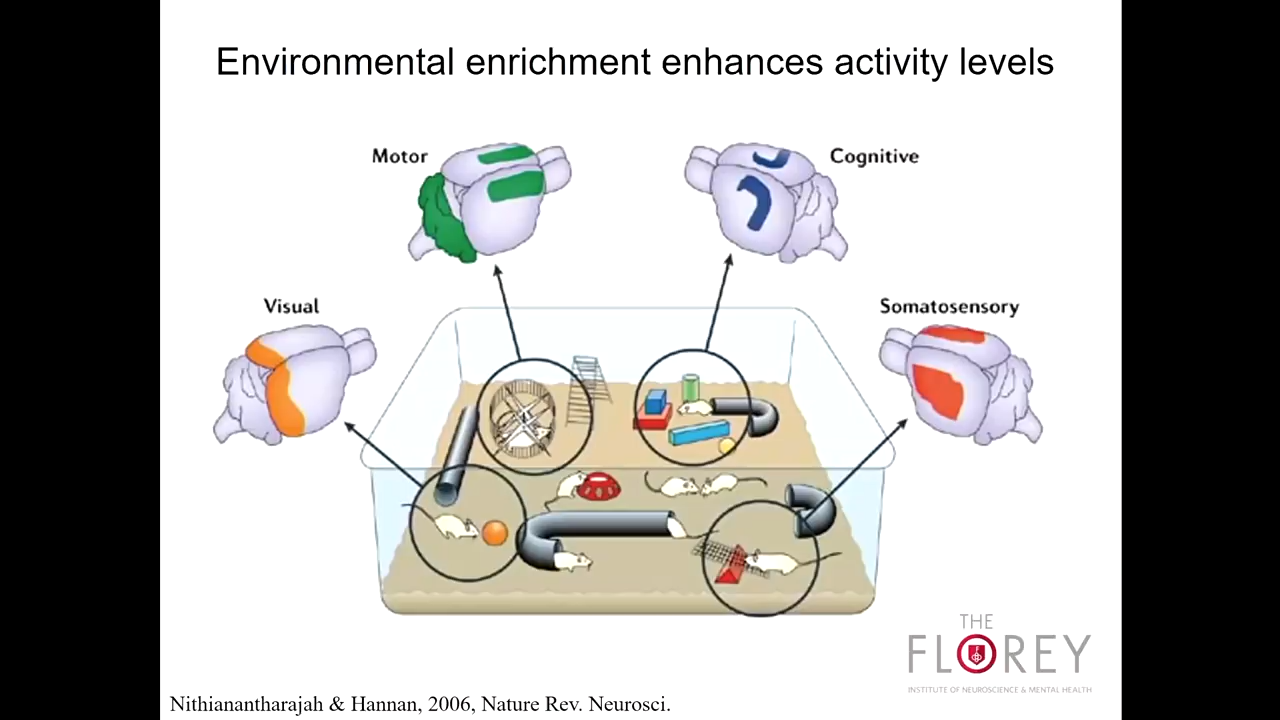 Environmental enrichment enhances activity levels
Motor
Cognitive
Visual
Somatosensory
THE
FLOREY
INSTITUTE OF NEUROSCIENCE & MENTAL HEALTH
Nithianantharajah & Hannan, 2006, Nature Rev. Neurosci.